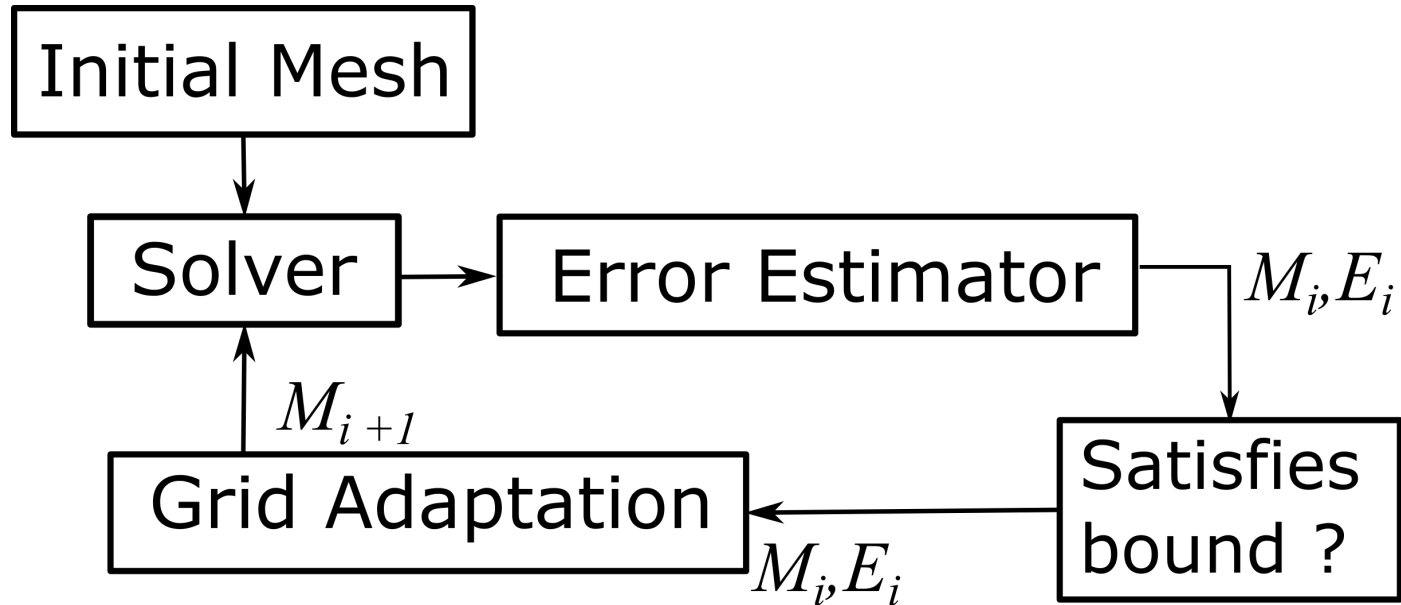 Initial Mesh
Solver
Error Estimator
M_i,E_i
Satisfies
bound ?
Grid Adaptation
M_i,E_i
M_{i+1}